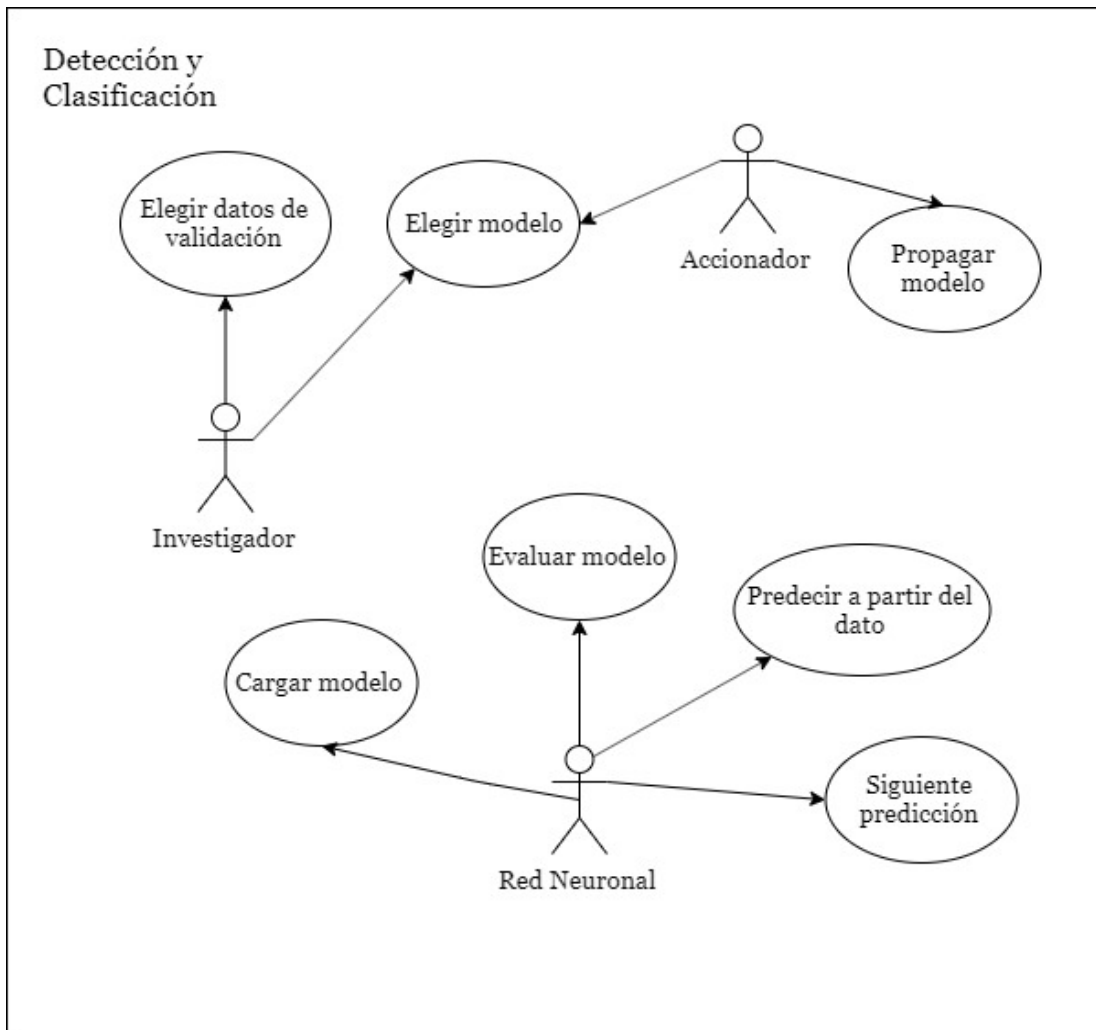 Detección y
Clasificación
Elegir datos de
validación
Elegir modelo
Accionador
Propagar
modelo
Investigador
Evaluar modelo
Predecir a partir del
dato
Cargar modelo
Siguiente
predicción
Red Neuronal